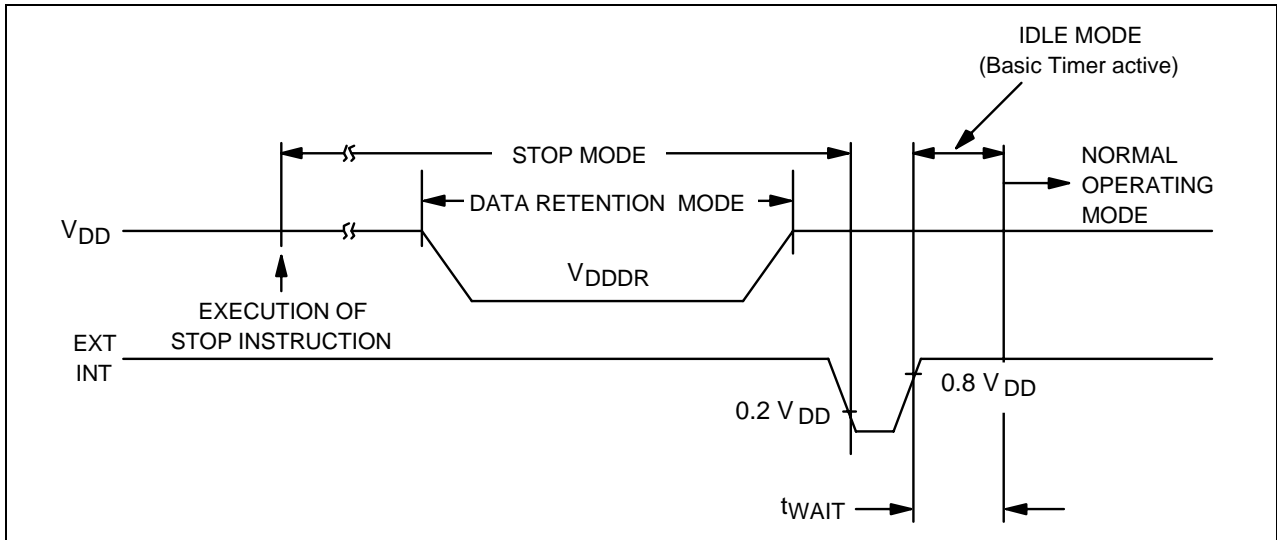 IDLE MODE
(Basic Timer active)
STOP MODE
NORMAL
OPERATING
MODE
DATA RETENTION MODE
VDD
VDDDR
EXECUTION OF
STOP INSTRUCTION
EXT
INT
0.8 VDD
0.2 VDD
tWAIT